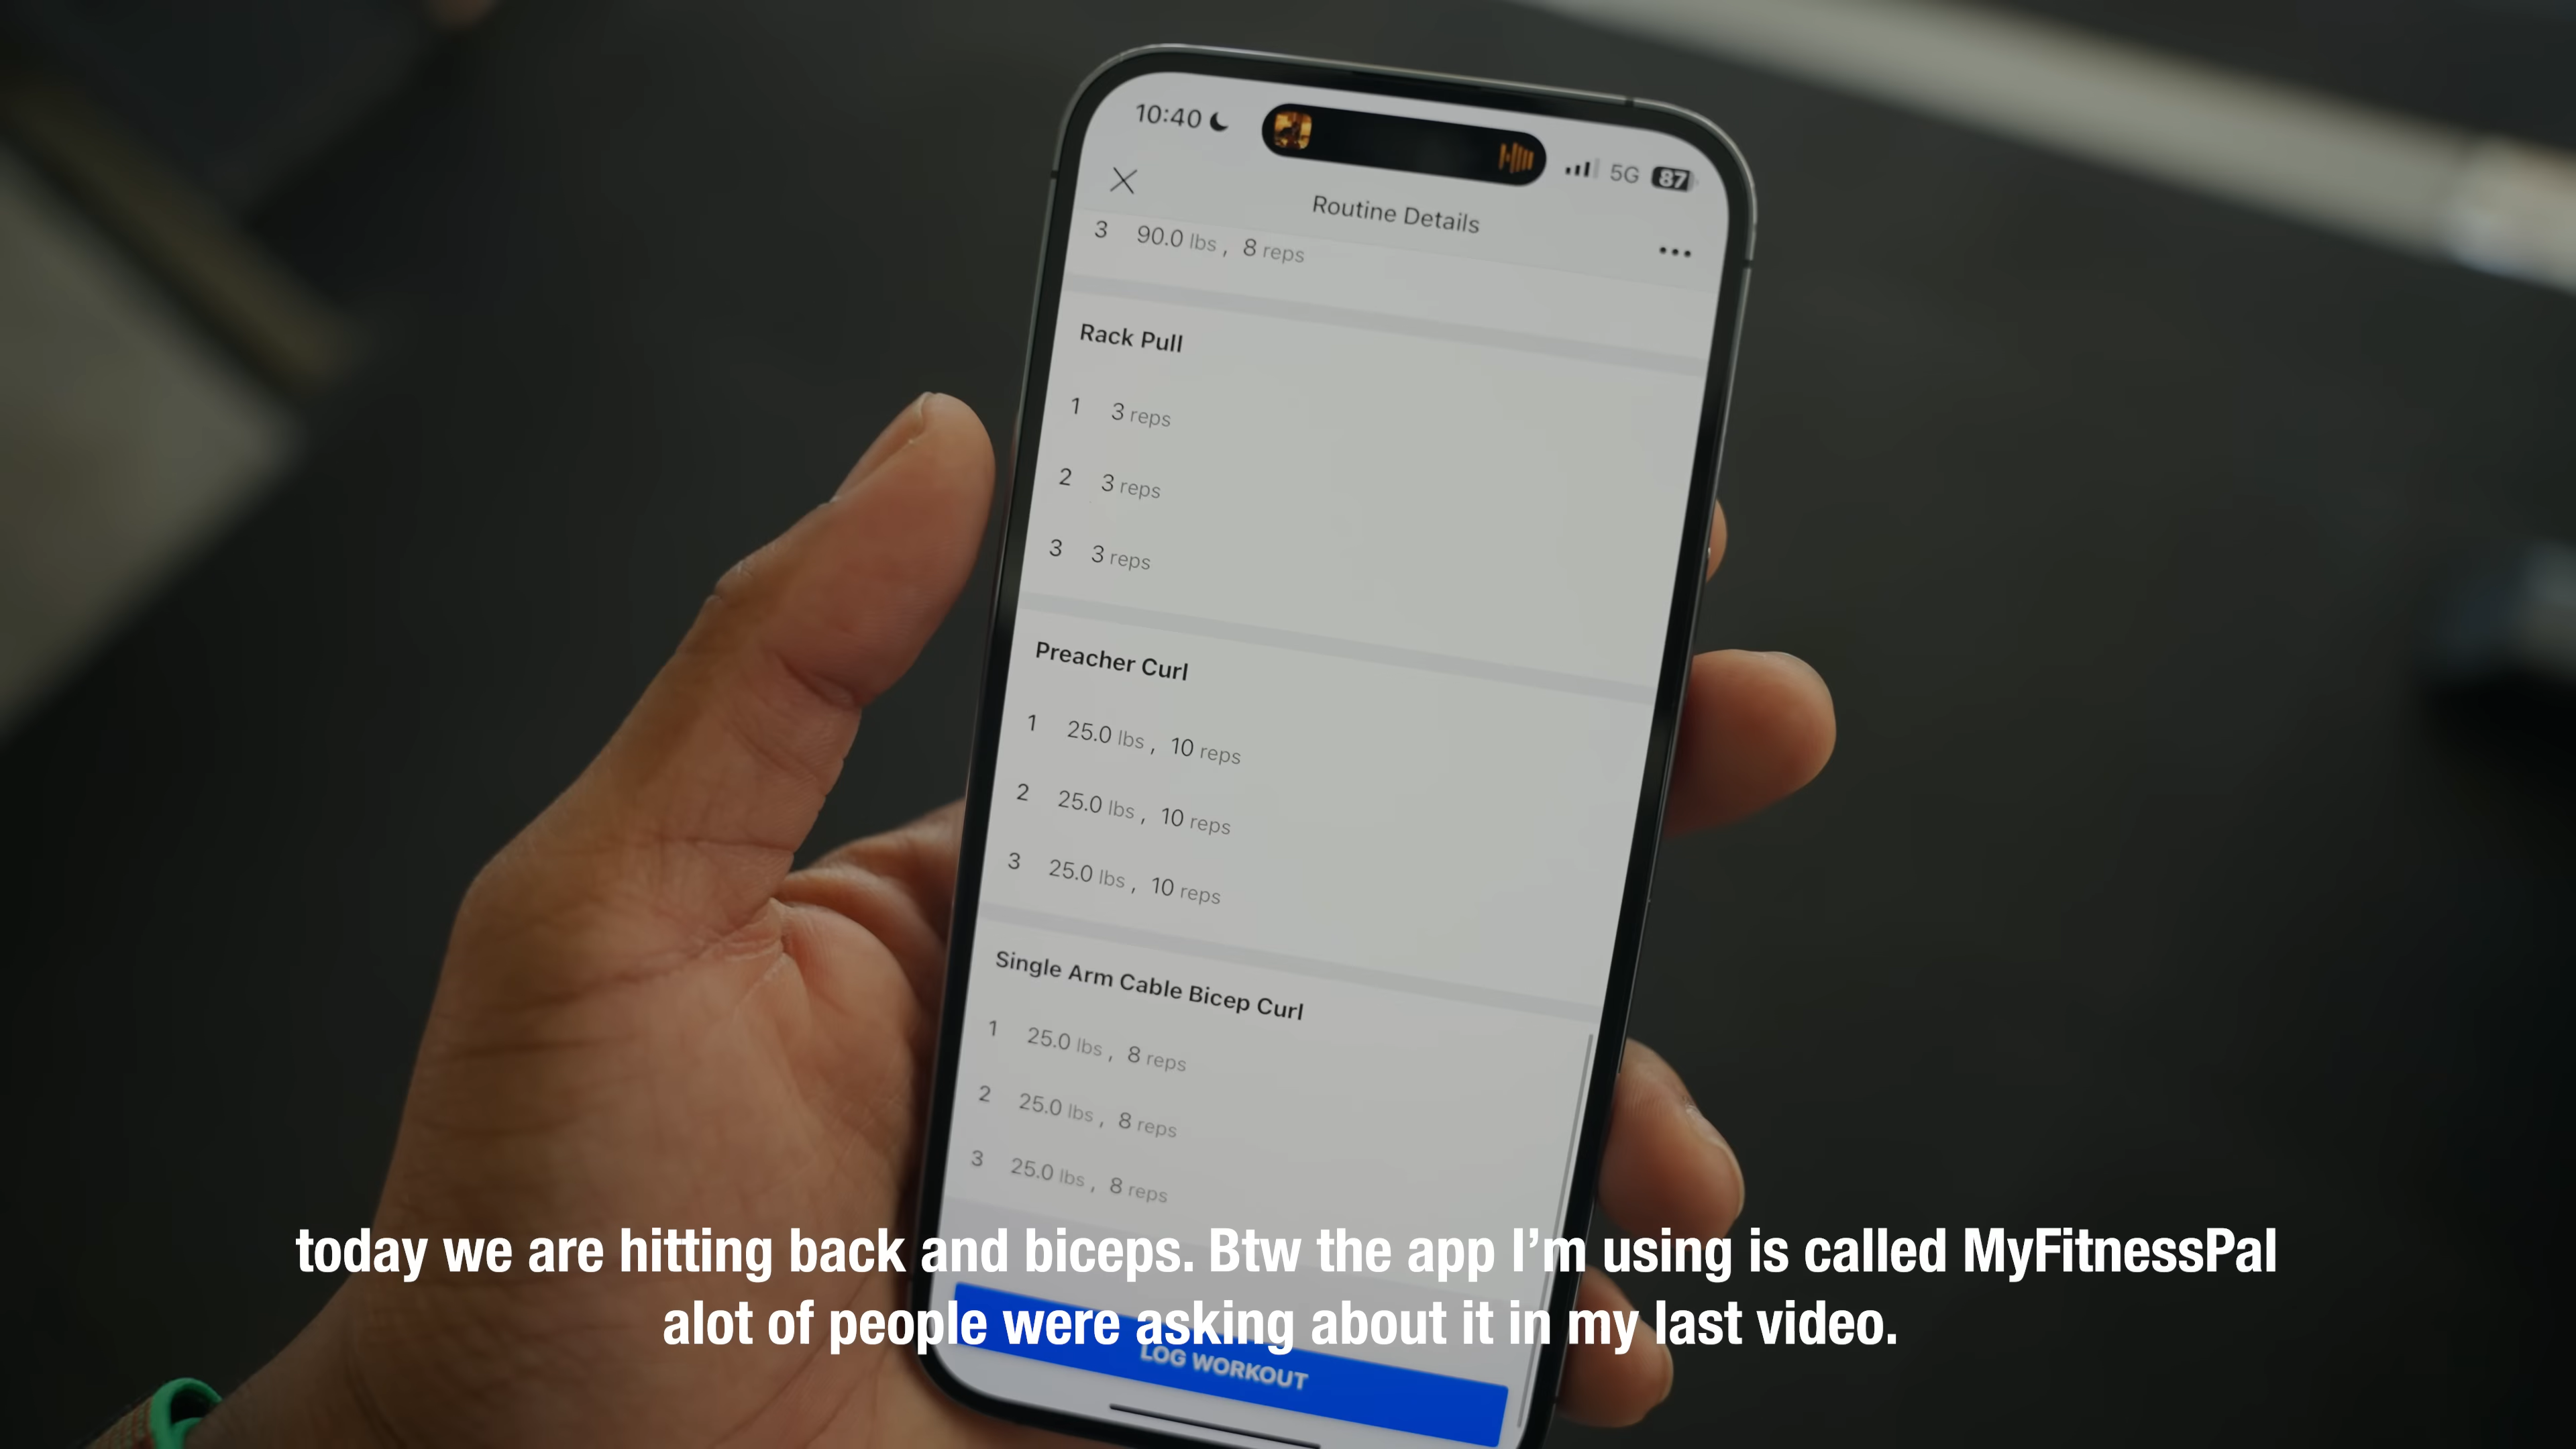 10:40
5G 87
Routine Details
3 90.0 lbs , 8 reps
Rack Pull
1 3 reps
2 3 reps
3 3 reps
Preacher Curl
1 25.0 lbs , 10 reps
2 25.0 lbs , 10 reps
3 25.0 lbs , 10 reps
Single Arm Cable Bicep Curl
1 25.0 lbs , 8 reps
2 25.0 lbs , 8 reps
3 25.0 lbs , 8 reps
today we are hitting back and biceps. Btw the app I’m using is called MyFitnessPal
alot of people were asking about it in my last video.
LOG WORKOUT